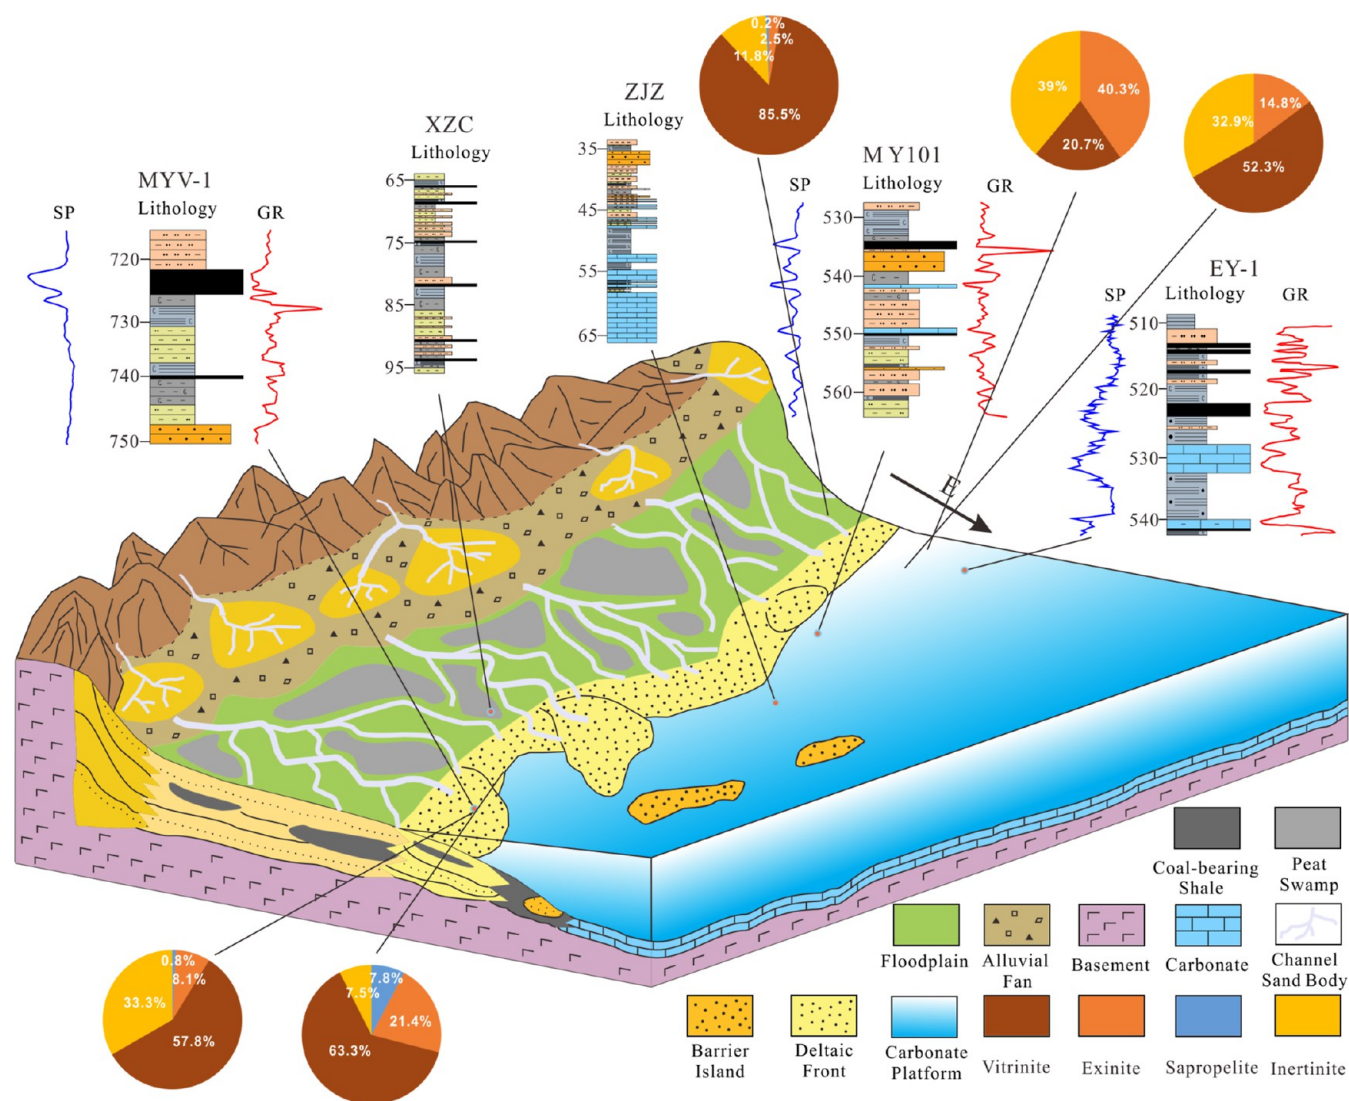 0.2%
2.5%
11.8%
85.5%
39%
40.3%
20.7%
32.9%
14.8%
52.3%
MYV-1
Lithology
SP
GR
720
730
740
750
XZC
Lithology
65
75
85
95
ZJZ
Lithology
35
45
55
65
MY101
Lithology
SP
GR
530
540
550
560
EY-1
Lithology
SP
GR
510
520
530
540
E
0.8%
8.1%
33.3%
57.8%
7.8%
7.5%
21.4%
63.3%
Coal-bearing
Shale
Peat
Swamp
Floodplain
Alluvial
Fan
Basement
Carbonate
Channel
Sand Body
Barrier
Island
Deltaic
Front
Carbonate
Platform
Vitrinite
Exinite
Sapropelite
Inertinite